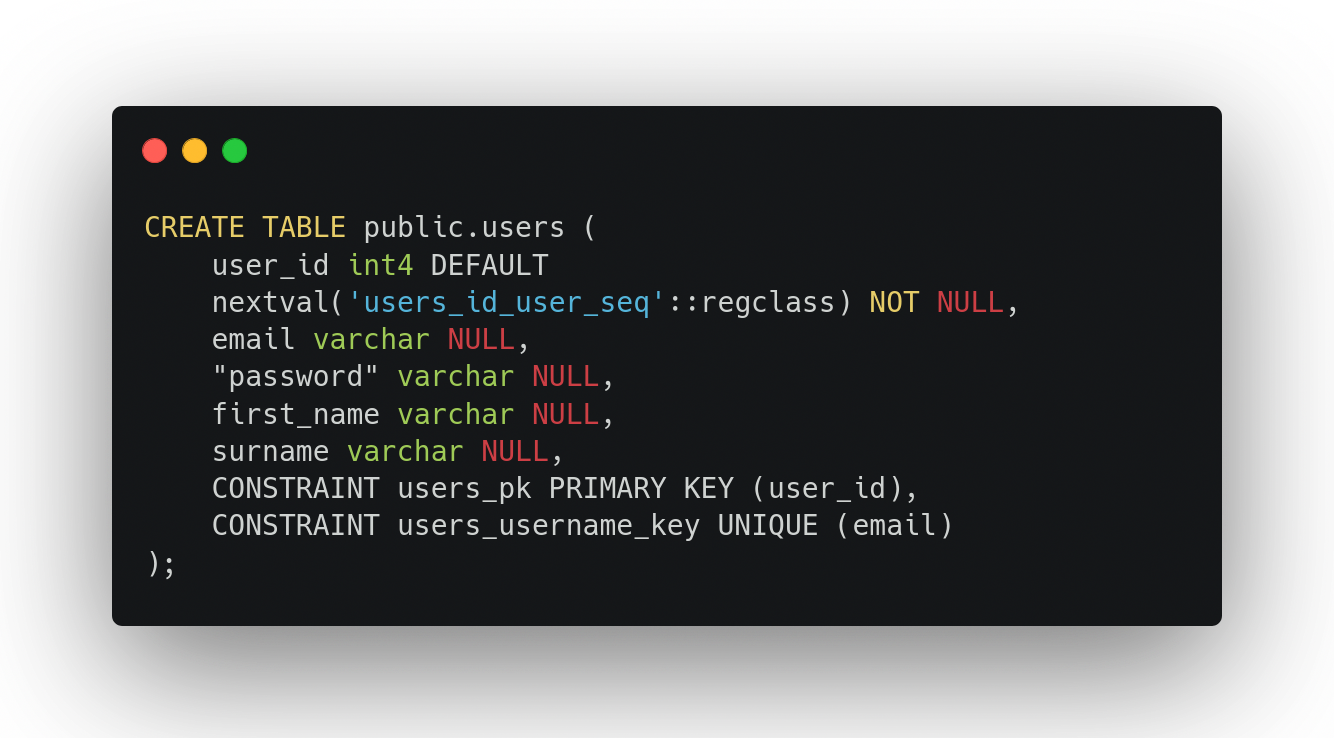 CREATE TABLE public.users (
    user_id int4 DEFAULT
    nextval('users_id_user_seq'::regclass) NOT NULL,
    email varchar NULL,
    "password" varchar NULL,
    first_name varchar NULL,
    surname varchar NULL,
    CONSTRAINT users_pk PRIMARY KEY (user_id),
    CONSTRAINT users_username_key UNIQUE (email)
);